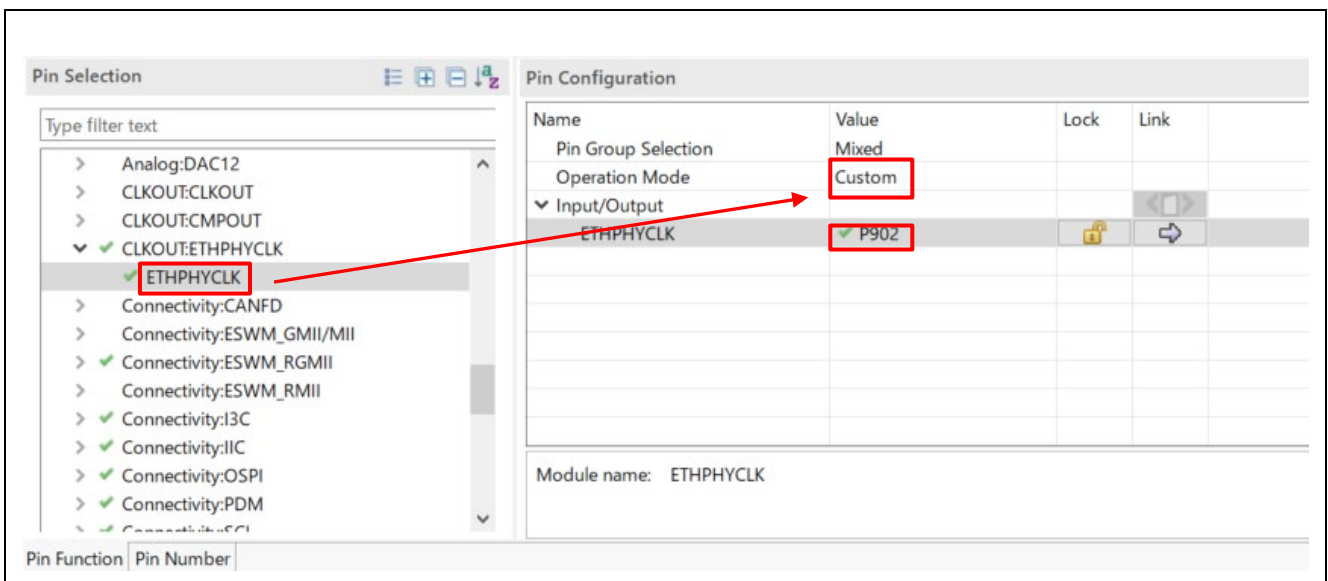 Pin Selection
Type filter text
Analog:DAC12
CLKOUT:CLKOUT
CLKOUT:CMPOUT
CLKOUT:ETHPHYCLK
ETHPHYCLK
Connectivity:CANFD
Connectivity:ESWM_GMII/MII
Connectivity:ESWM_RGMII
Connectivity:ESWM_RMII
Connectivity:I3C
Connectivity:IIC
Connectivity:OSPI
Connectivity:PDM
Connectivity:SCI
Pin Configuration
Name Value Lock Link
Pin Group Selection Mixed
Operation Mode Custom
Input/Output
ETHPHYCLK P902
Module name: ETHPHYCLK
Pin Function Pin Number